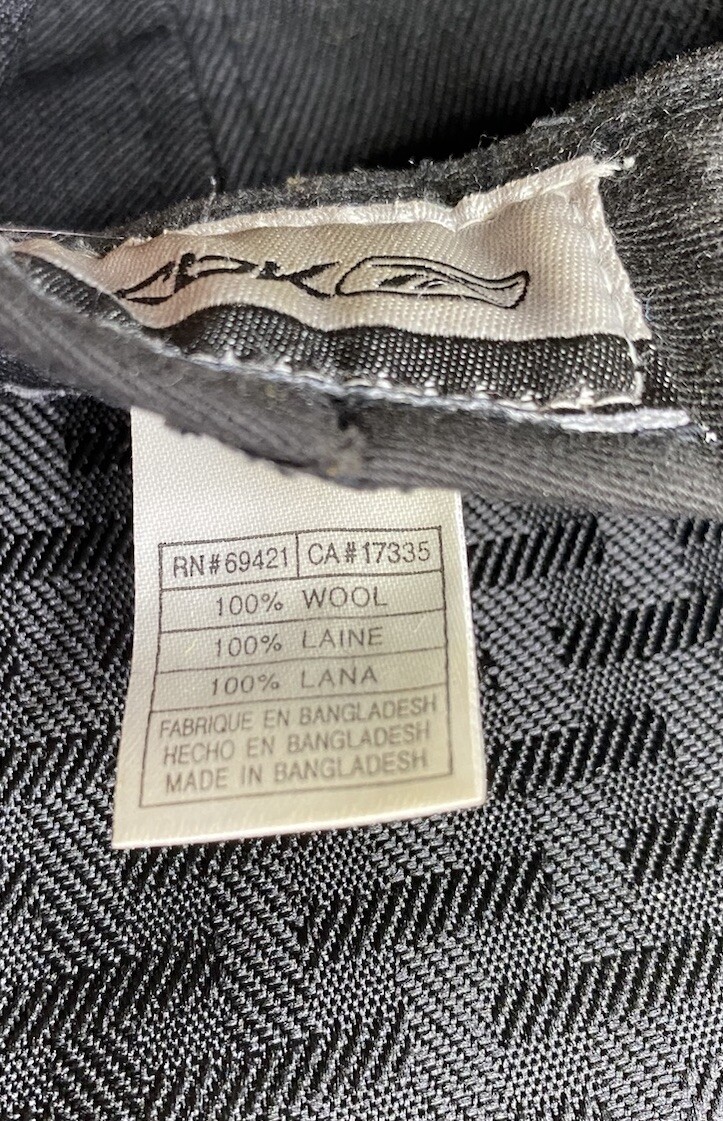 RN#69421 CA#17335
100% WOOL
100% LAINE
100% LANA
FABRIQUE EN BANGLADESH
HECHO EN BANGLADESH
MADE IN BANGLADESH